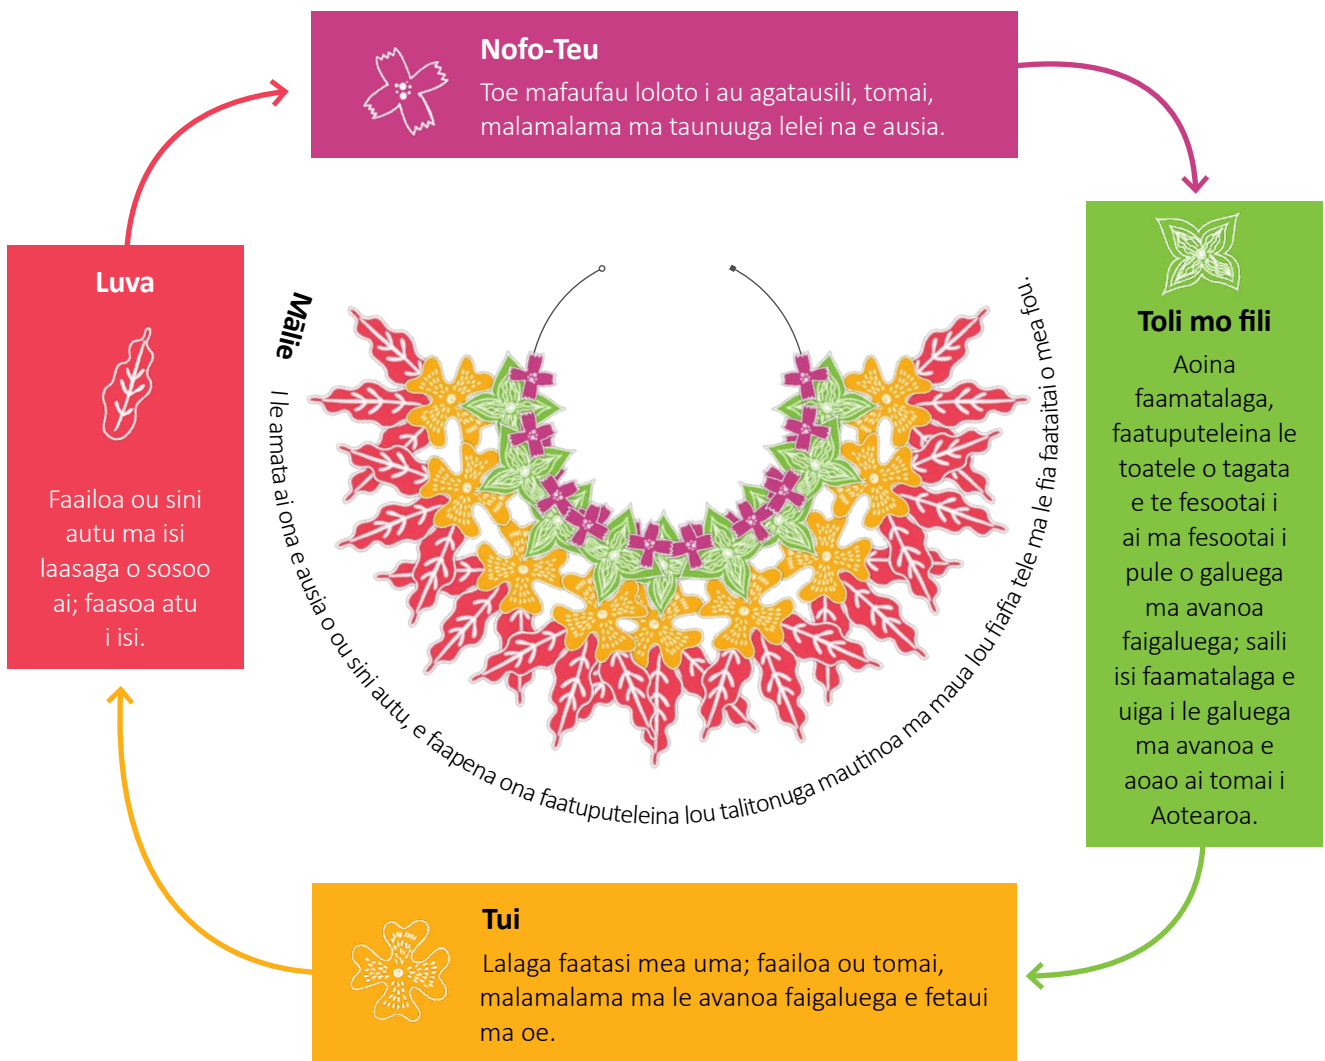 Nofo-Teu
Toe mafaufau loloto i au agatausili, tomai,
malamalama ma taunuuga lelei na e ausia.
Toli mo fili
Aoina
faamatalaga,
faatuputeleina le
toatele o tagata
e te fesootai i
ai ma fesootai i
pule o galuega
ma avanoa
faigaluega; saili
isi faamatalaga e
uiga i le galuega
ma avanoa e
aoao ai tomai i
Aotearoa.
Tui
Lalaga faatasi mea uma; faailoa ou tomai,
malamalama ma le avanoa faigaluega e fetaui
ma oe.
Luva
Faailoa ou sini
autu ma isi
laasaga o sosoo
ai; faasoa atu
i isi.
Mālie
I le amata ai ona e ausia o ou sini autu, e faapena ona faatuputeleina lou talitonuga mautinoa ma maua lou fiafia tele ma le fia faataitai o mea fou.